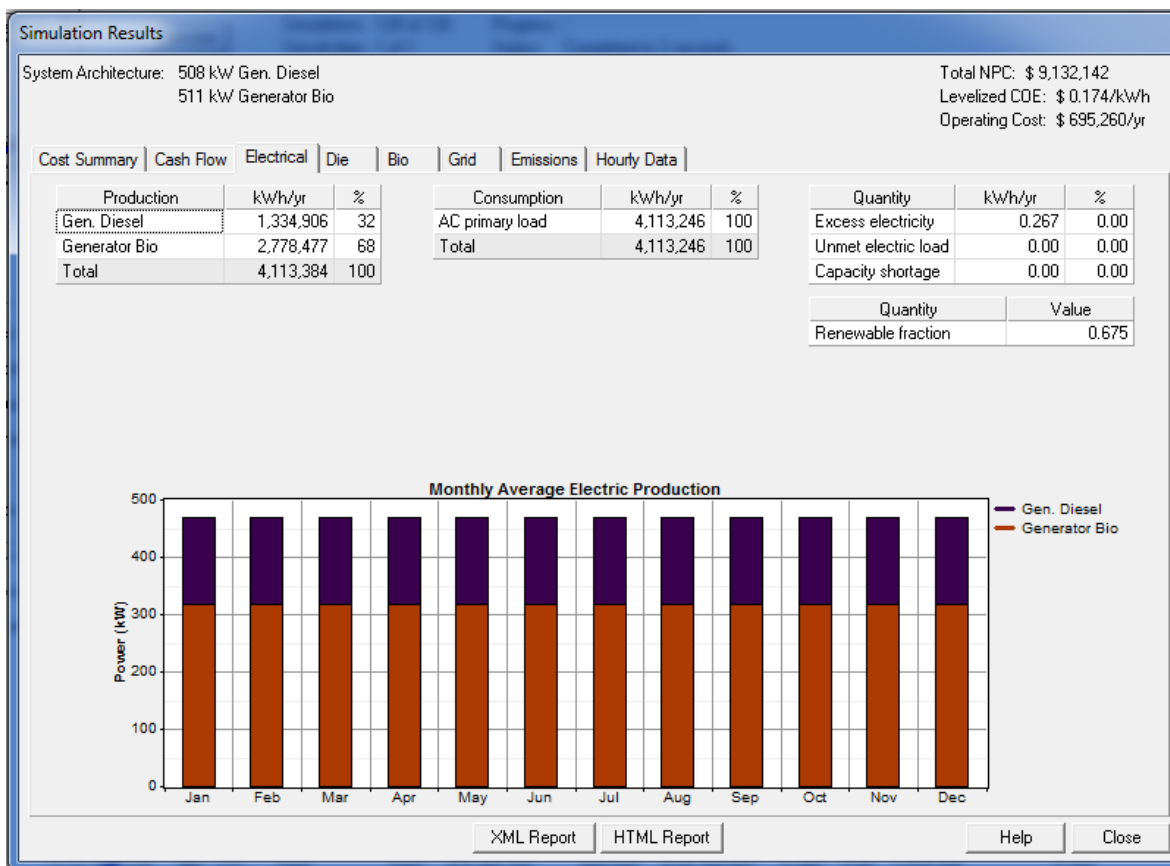 Simulation Results
System Architecture: 508 kW Gen. Diesel
511 kW Generator Bio
Total NPC: $ 9,132,142
Levelized COE: $ 0.174/kWh
Operating Cost: $ 695,260/yr
Cost Summary Cash Flow Electrical Die Bio Grid Emissions Hourly Data
Production kWh/yr %
Gen. Diesel 1,334,906 32
Generator Bio 2,778,477 68
Total 4,113,384 100
Consumption kWh/yr %
AC primary load 4,113,246 100
Total 4,113,246 100
Quantity kWh/yr %
Excess electricity 0.267 0.00
Unmet electric load 0.00 0.00
Capacity shortage 0.00 0.00
Quantity Value
Renewable fraction 0.675
Monthly Average Electric Production
Power (kW)
500
400
300
200
100
0
Jan Feb Mar Apr May Jun Jul Aug Sep Oct Nov Dec
Gen. Diesel
Generator Bio
XML Report HTML Report Help Close